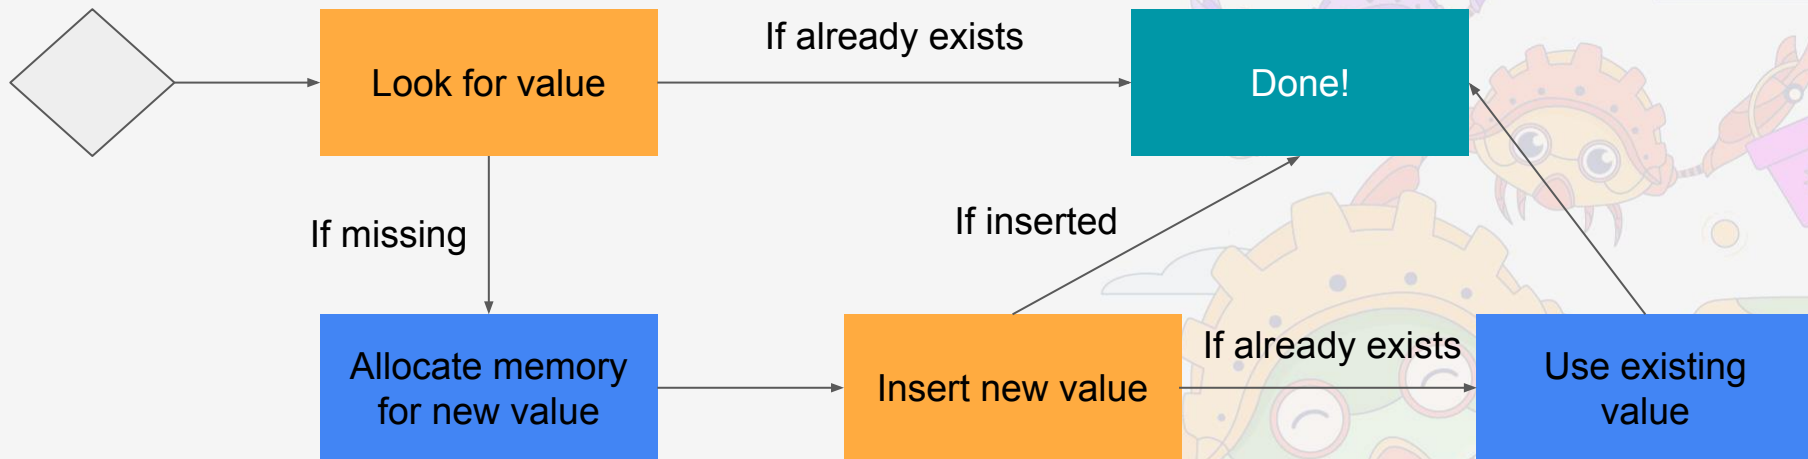 Look for value
If already exists
Done!
If missing
If inserted
Allocate memory
for new value
Insert new value
If already exists
Use existing
value